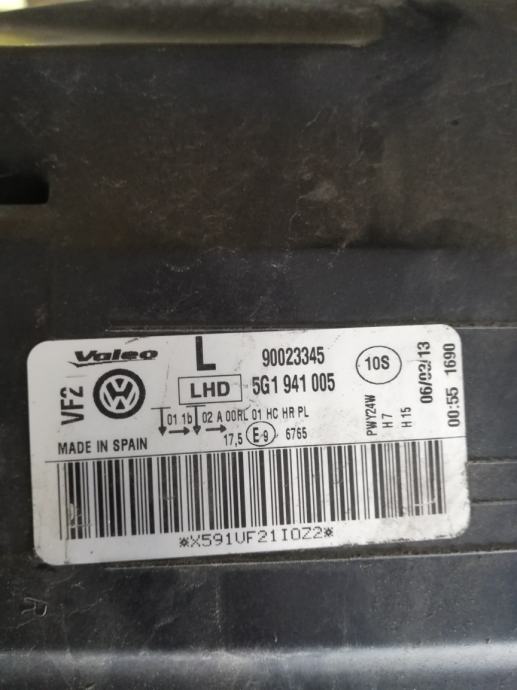 Valeo L 90023345 10S
VF2 LHD 5G1 941 005
01 1b 02 A 00RL 01 HC HR PL
MADE IN SPAIN 17,5 E-9 6765
PWY24W
H7
H15
06/03/13
00:55 1690
*X591VF21I0Z2*
R